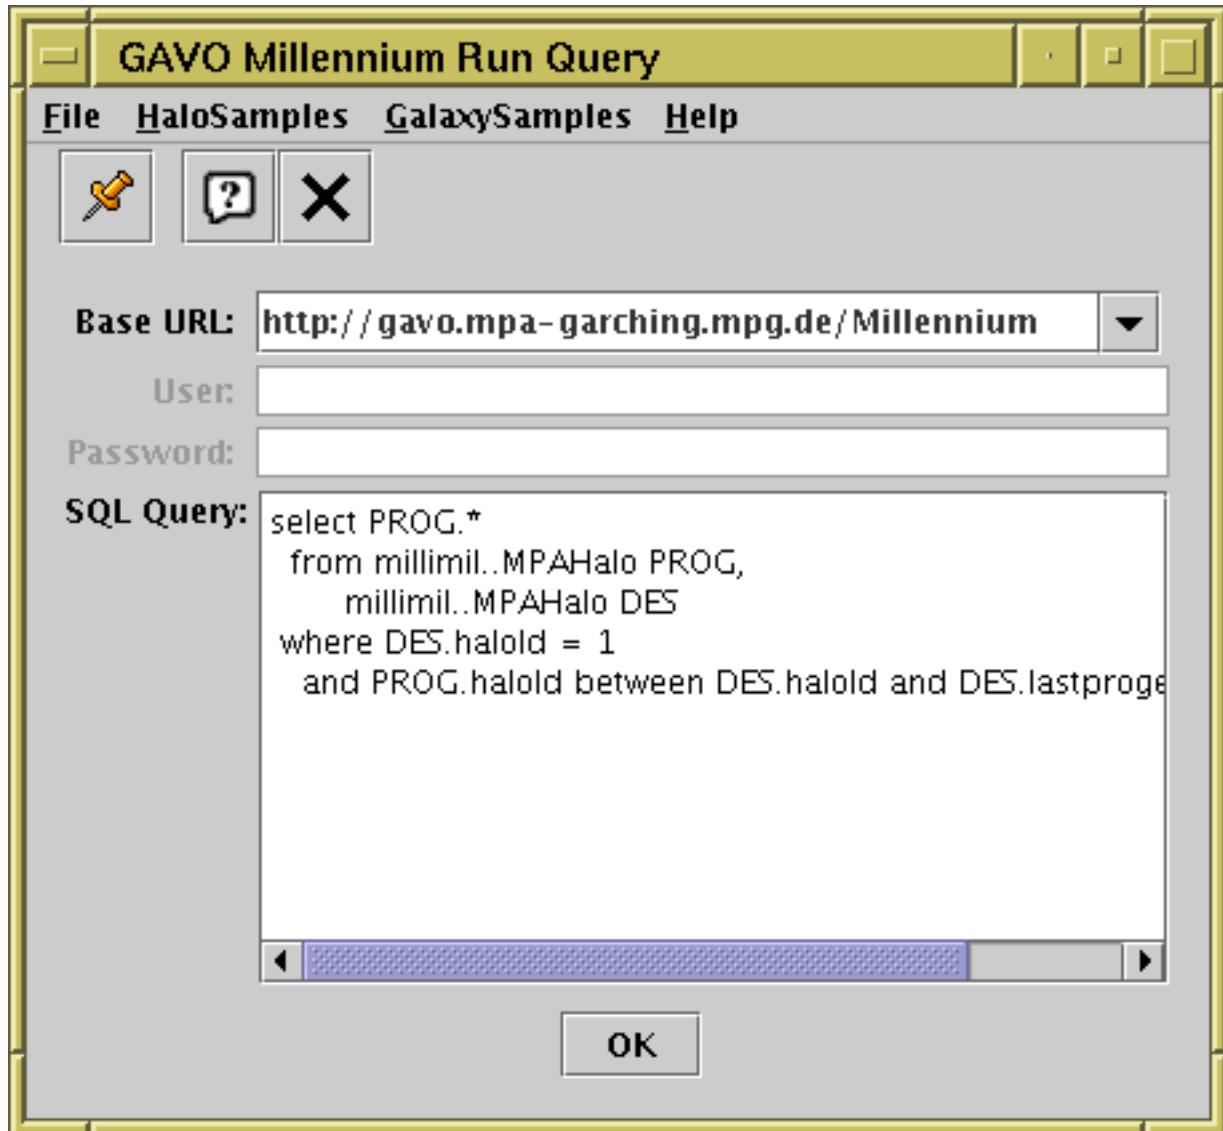 GAVO Millennium Run Query
File HaloSamples GalaxySamples Help
?
Base URL: http://gavo.mpa-garching.mpg.de/Millennium
User:
Password:
SQL Query:
select PROG.*
from millimil..MPAHalo PROG,
millimil..MPAHalo DES
where DES.haloId = 1
and PROG.haloId between DES.haloId and DES.lastproge
OK